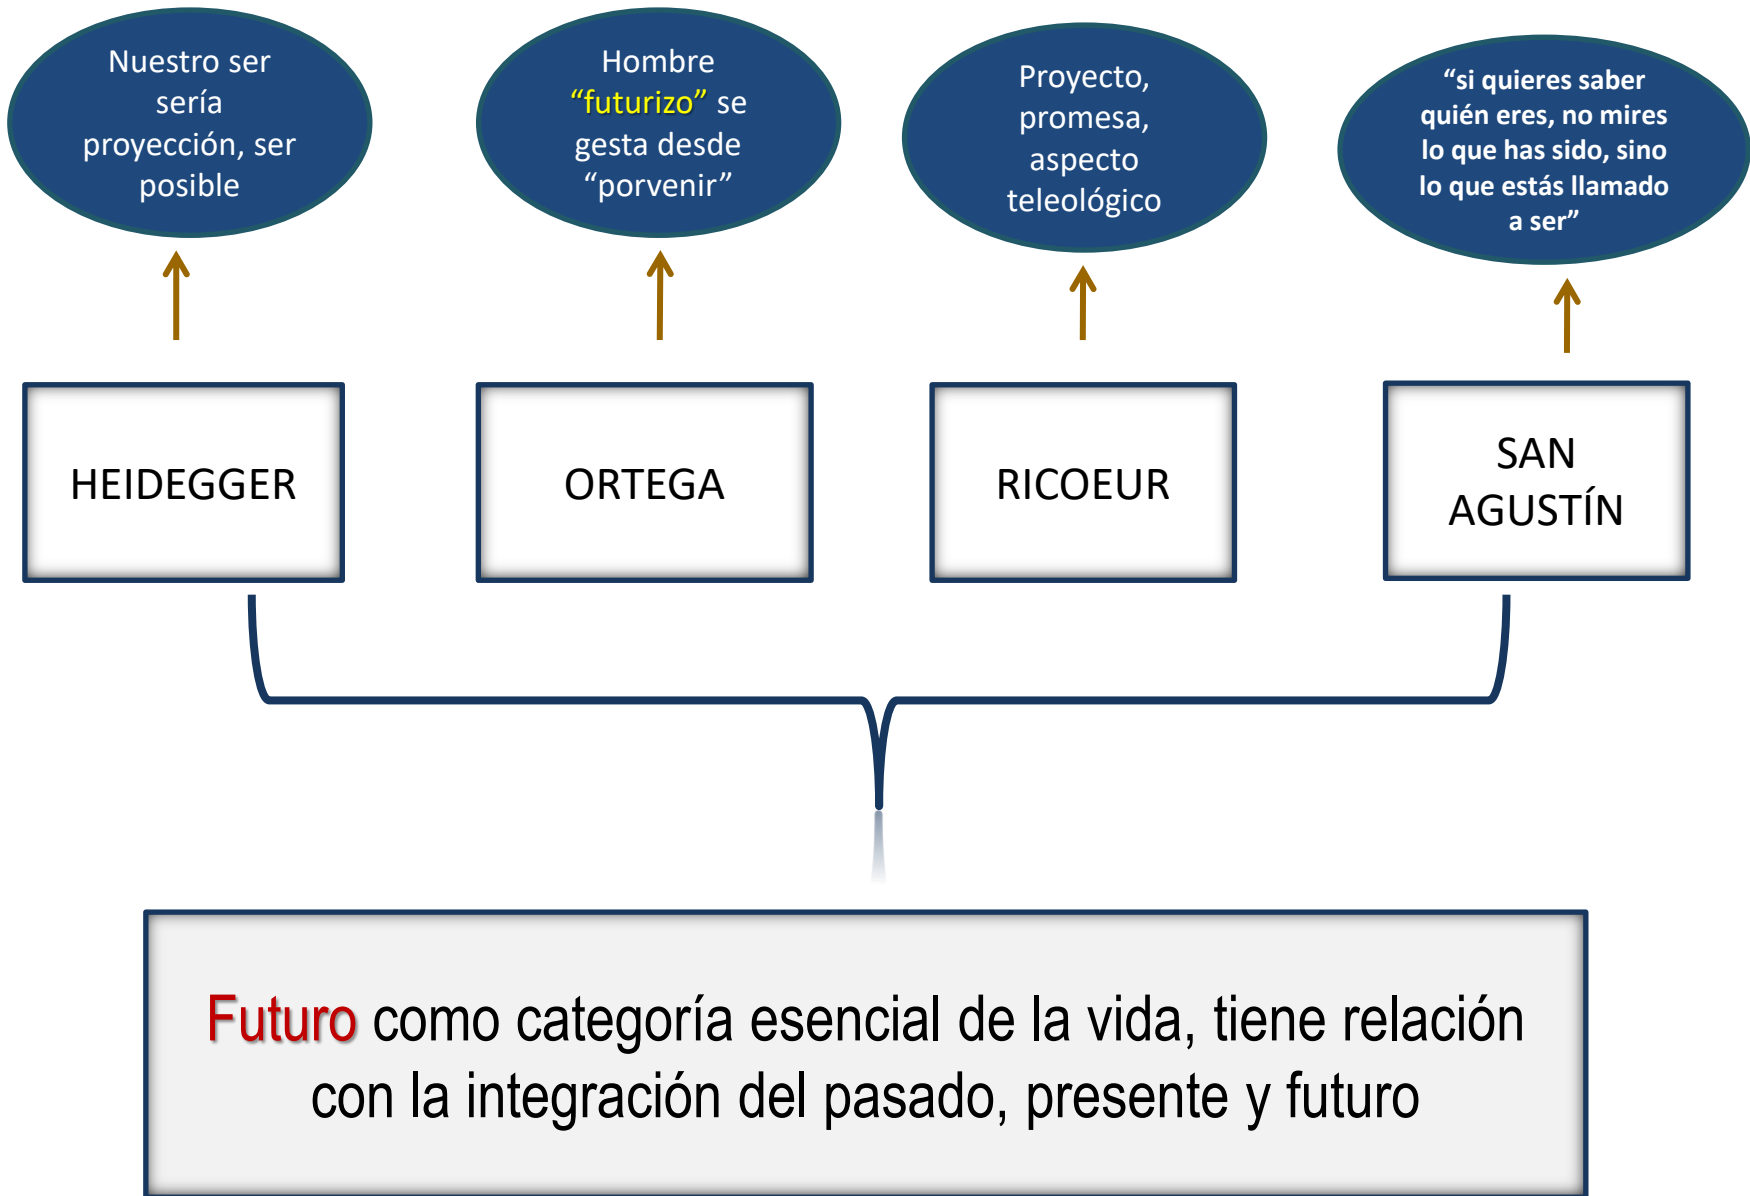 Nuestro ser
sería
proyección, ser
posible
Hombre
“futurizo” se
gesta desde
“porvenir”
Proyecto,
promesa,
aspecto
teleológico
“si quieres saber
quién eres, no mires
lo que has sido, sino
lo que estás llamado
a ser”
HEIDEGGER
ORTEGA
RICOEUR
SAN
AGUSTÍN
Futuro como categoría esencial de la vida, tiene relación
con la integración del pasado, presente y futuro